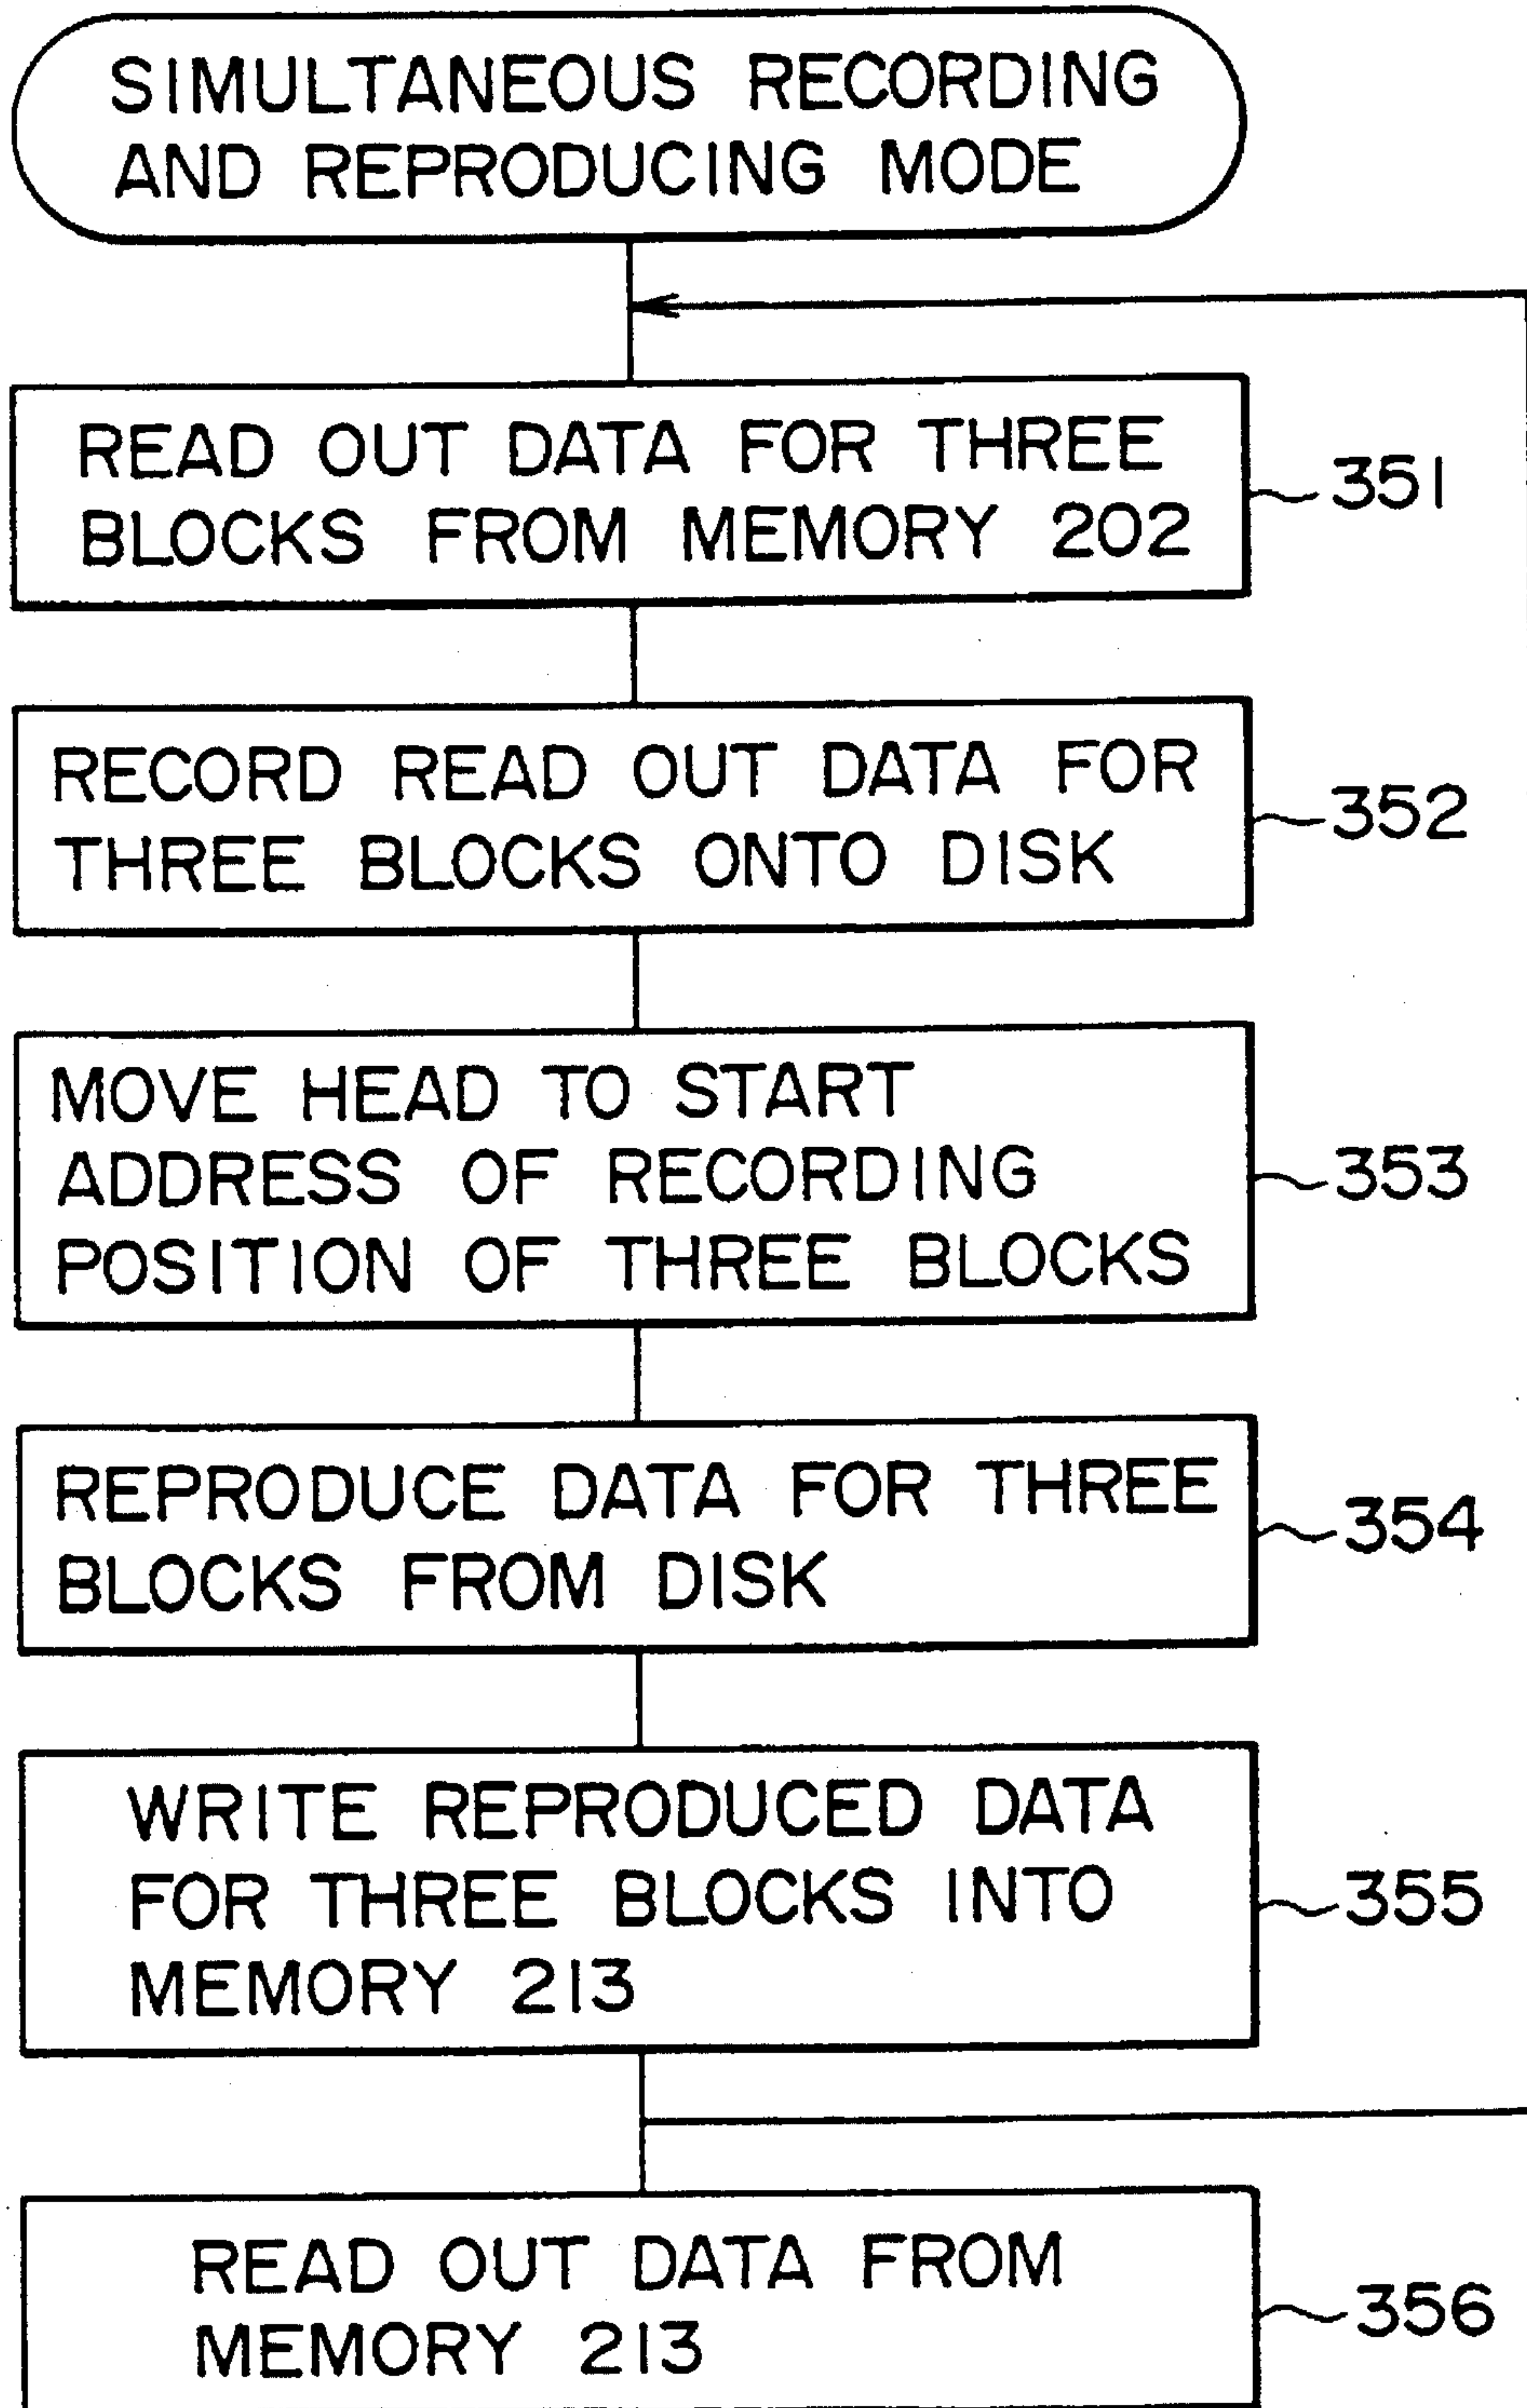 SIMULTANEOUS RECORDING
AND REPRODUCING MODE
READ OUT DATA FOR THREE
BLOCKS FROM MEMORY 202
351
RECORD READ OUT DATA FOR
THREE BLOCKS ONTO DISK
352
MOVE HEAD TO START
ADDRESS OF RECORDING
POSITION OF THREE BLOCKS
353
REPRODUCE DATA FOR THREE
BLOCKS FROM DISK
354
WRITE REPRODUCED DATA
FOR THREE BLOCKS INTO
MEMORY 213
355
READ OUT DATA FROM
MEMORY 213
356